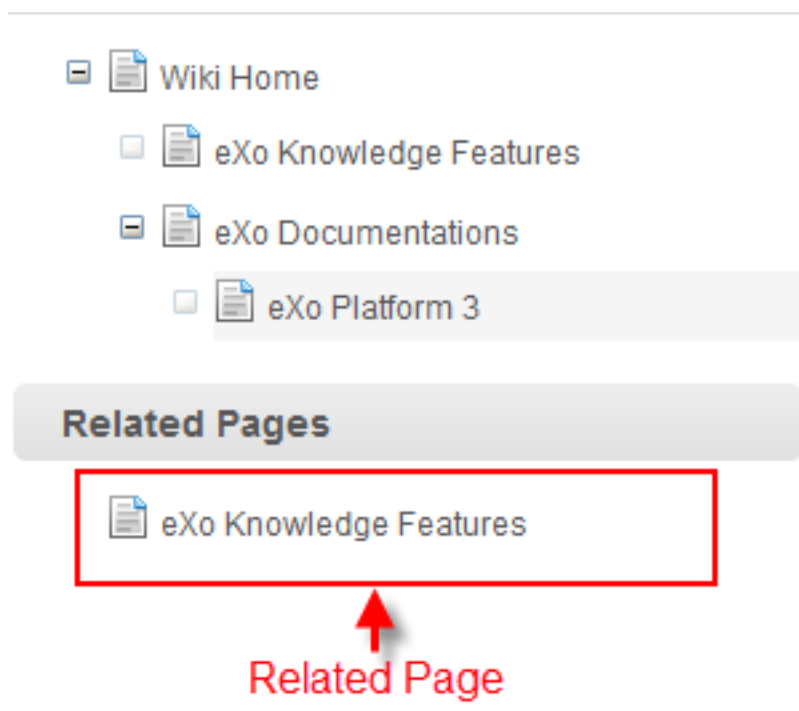 Wiki Home
eXo Knowledge Features
eXo Documentations
eXo Platform 3
Related Pages
eXo Knowledge Features
Related Page